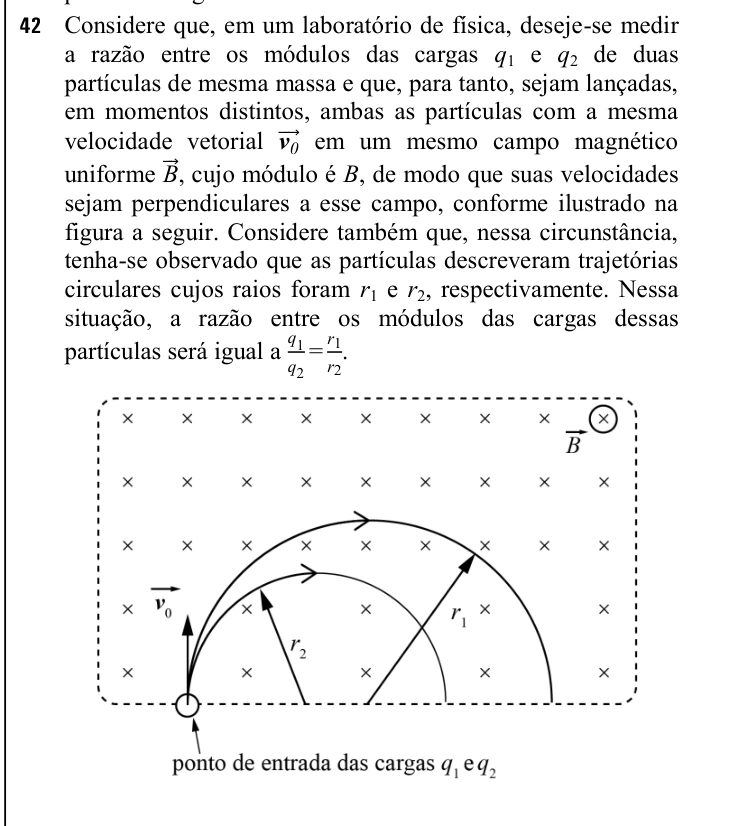 42 Considere que, em um laboratório de física, deseje-se medir
a razão entre os módulos das cargas q₁ e q₂ de duas
partículas de mesma massa e que, para tanto, sejam lançadas,
em momentos distintos, ambas as partículas com a mesma
velocidade vetorial v₀⃗ em um mesmo campo magnético
uniforme B⃗, cujo módulo é B, de modo que suas velocidades
sejam perpendiculares a esse campo, conforme ilustrado na
figura a seguir. Considere também que, nessa circunstância,
tenha-se observado que as partículas descreveram trajetórias
circulares cujos raios foram r₁ e r₂, respectivamente. Nessa
situação, a razão entre os módulos das cargas dessas
partículas será igual a q₁/q₂ = r₁/r₂.
× × × × × × × × ×
B⃗
× × × × × × × × ×
× × × × × × × × ×
× v₀⃗ × × r₁ × ×
r₂
× × × × ×
ponto de entrada das cargas q₁ e q₂